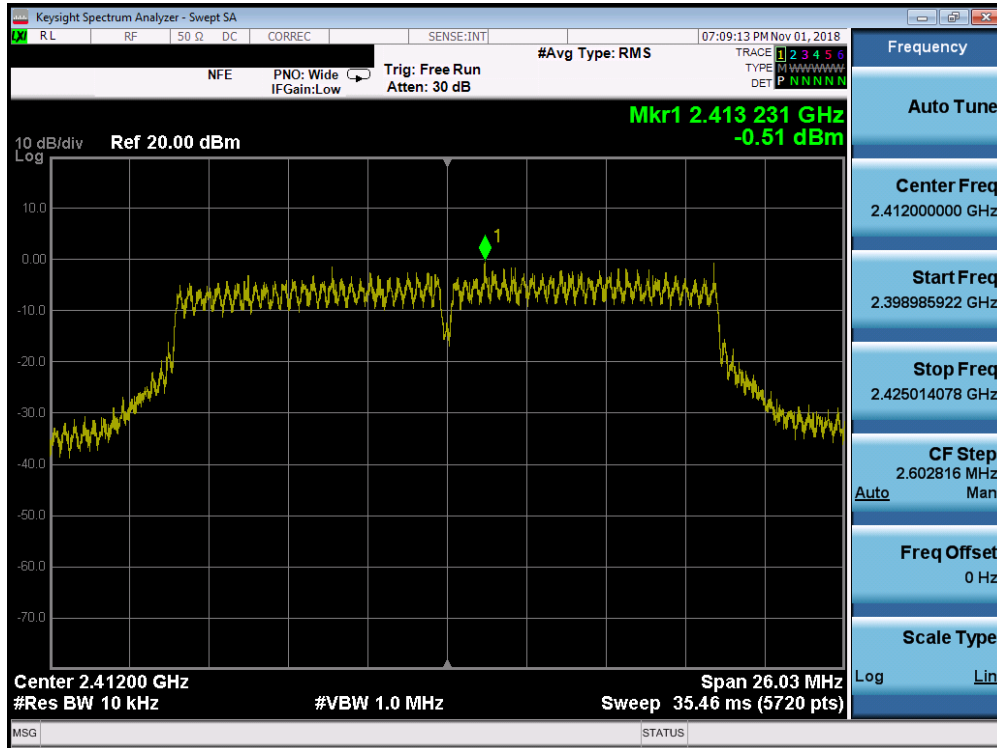 Keysight Spectrum Analyzer - Swept SA
LXI RL RF 50 Ω DC CORREC SENSE:INT 07:09:13 PM Nov 01, 2018
#Avg Type: RMS TRACE 1 2 3 4 5 6
NFE PNO: Wide Trig: Free Run TYPE M W W W W W
IFGain:Low Atten: 30 dB DET P N N N N N
Mkr1 2.413 231 GHz
10 dB/div Ref 20.00 dBm -0.51 dBm
Log
1
10.0
0.00
-10.0
-20.0
-30.0
-40.0
-50.0
-60.0
-70.0
Center 2.41200 GHz Span 26.03 MHz
#Res BW 10 kHz #VBW 1.0 MHz Sweep 35.46 ms (5720 pts)
MSG STATUS
Frequency
Auto Tune
Center Freq
2.412000000 GHz
Start Freq
2.398985922 GHz
Stop Freq
2.425014078 GHz
CF Step
2.602816 MHz
Auto Man
Freq Offset
0 Hz
Scale Type
Log Lin